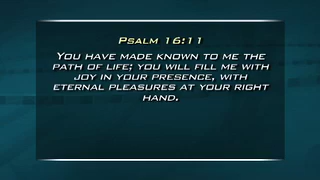 Psalm 16:11
You have made known to me the
path of life; you will fill me with
joy in your presence, with
eternal pleasures at your right
hand.